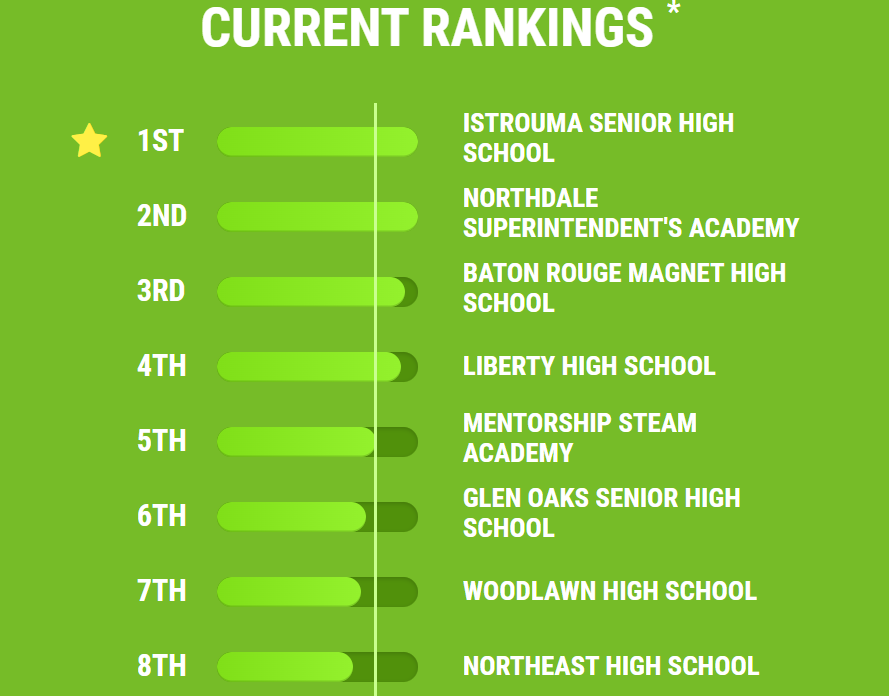 CURRENT RANKINGS *
1ST
ISTROUMA SENIOR HIGH
SCHOOL
2ND
NORTHDALE
SUPERINTENDENT'S ACADEMY
3RD
BATON ROUGE MAGNET HIGH
SCHOOL
4TH
LIBERTY HIGH SCHOOL
5TH
MENTORSHIP STEAM
ACADEMY
6TH
GLEN OAKS SENIOR HIGH
SCHOOL
7TH
WOODLAWN HIGH SCHOOL
8TH
NORTHEAST HIGH SCHOOL